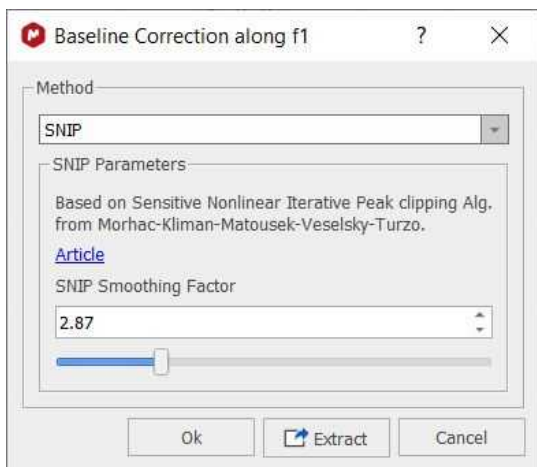 Baseline Correction along f1 ?
Method
SNIP
SNIP Parameters
Based on Sensitive Nonlinear Iterative Peak clipping Alg.
from Morhac-Kliman-Matousek-Veselsky-Turzo.
Article
SNIP Smoothing Factor
2.87
Ok Extract Cancel